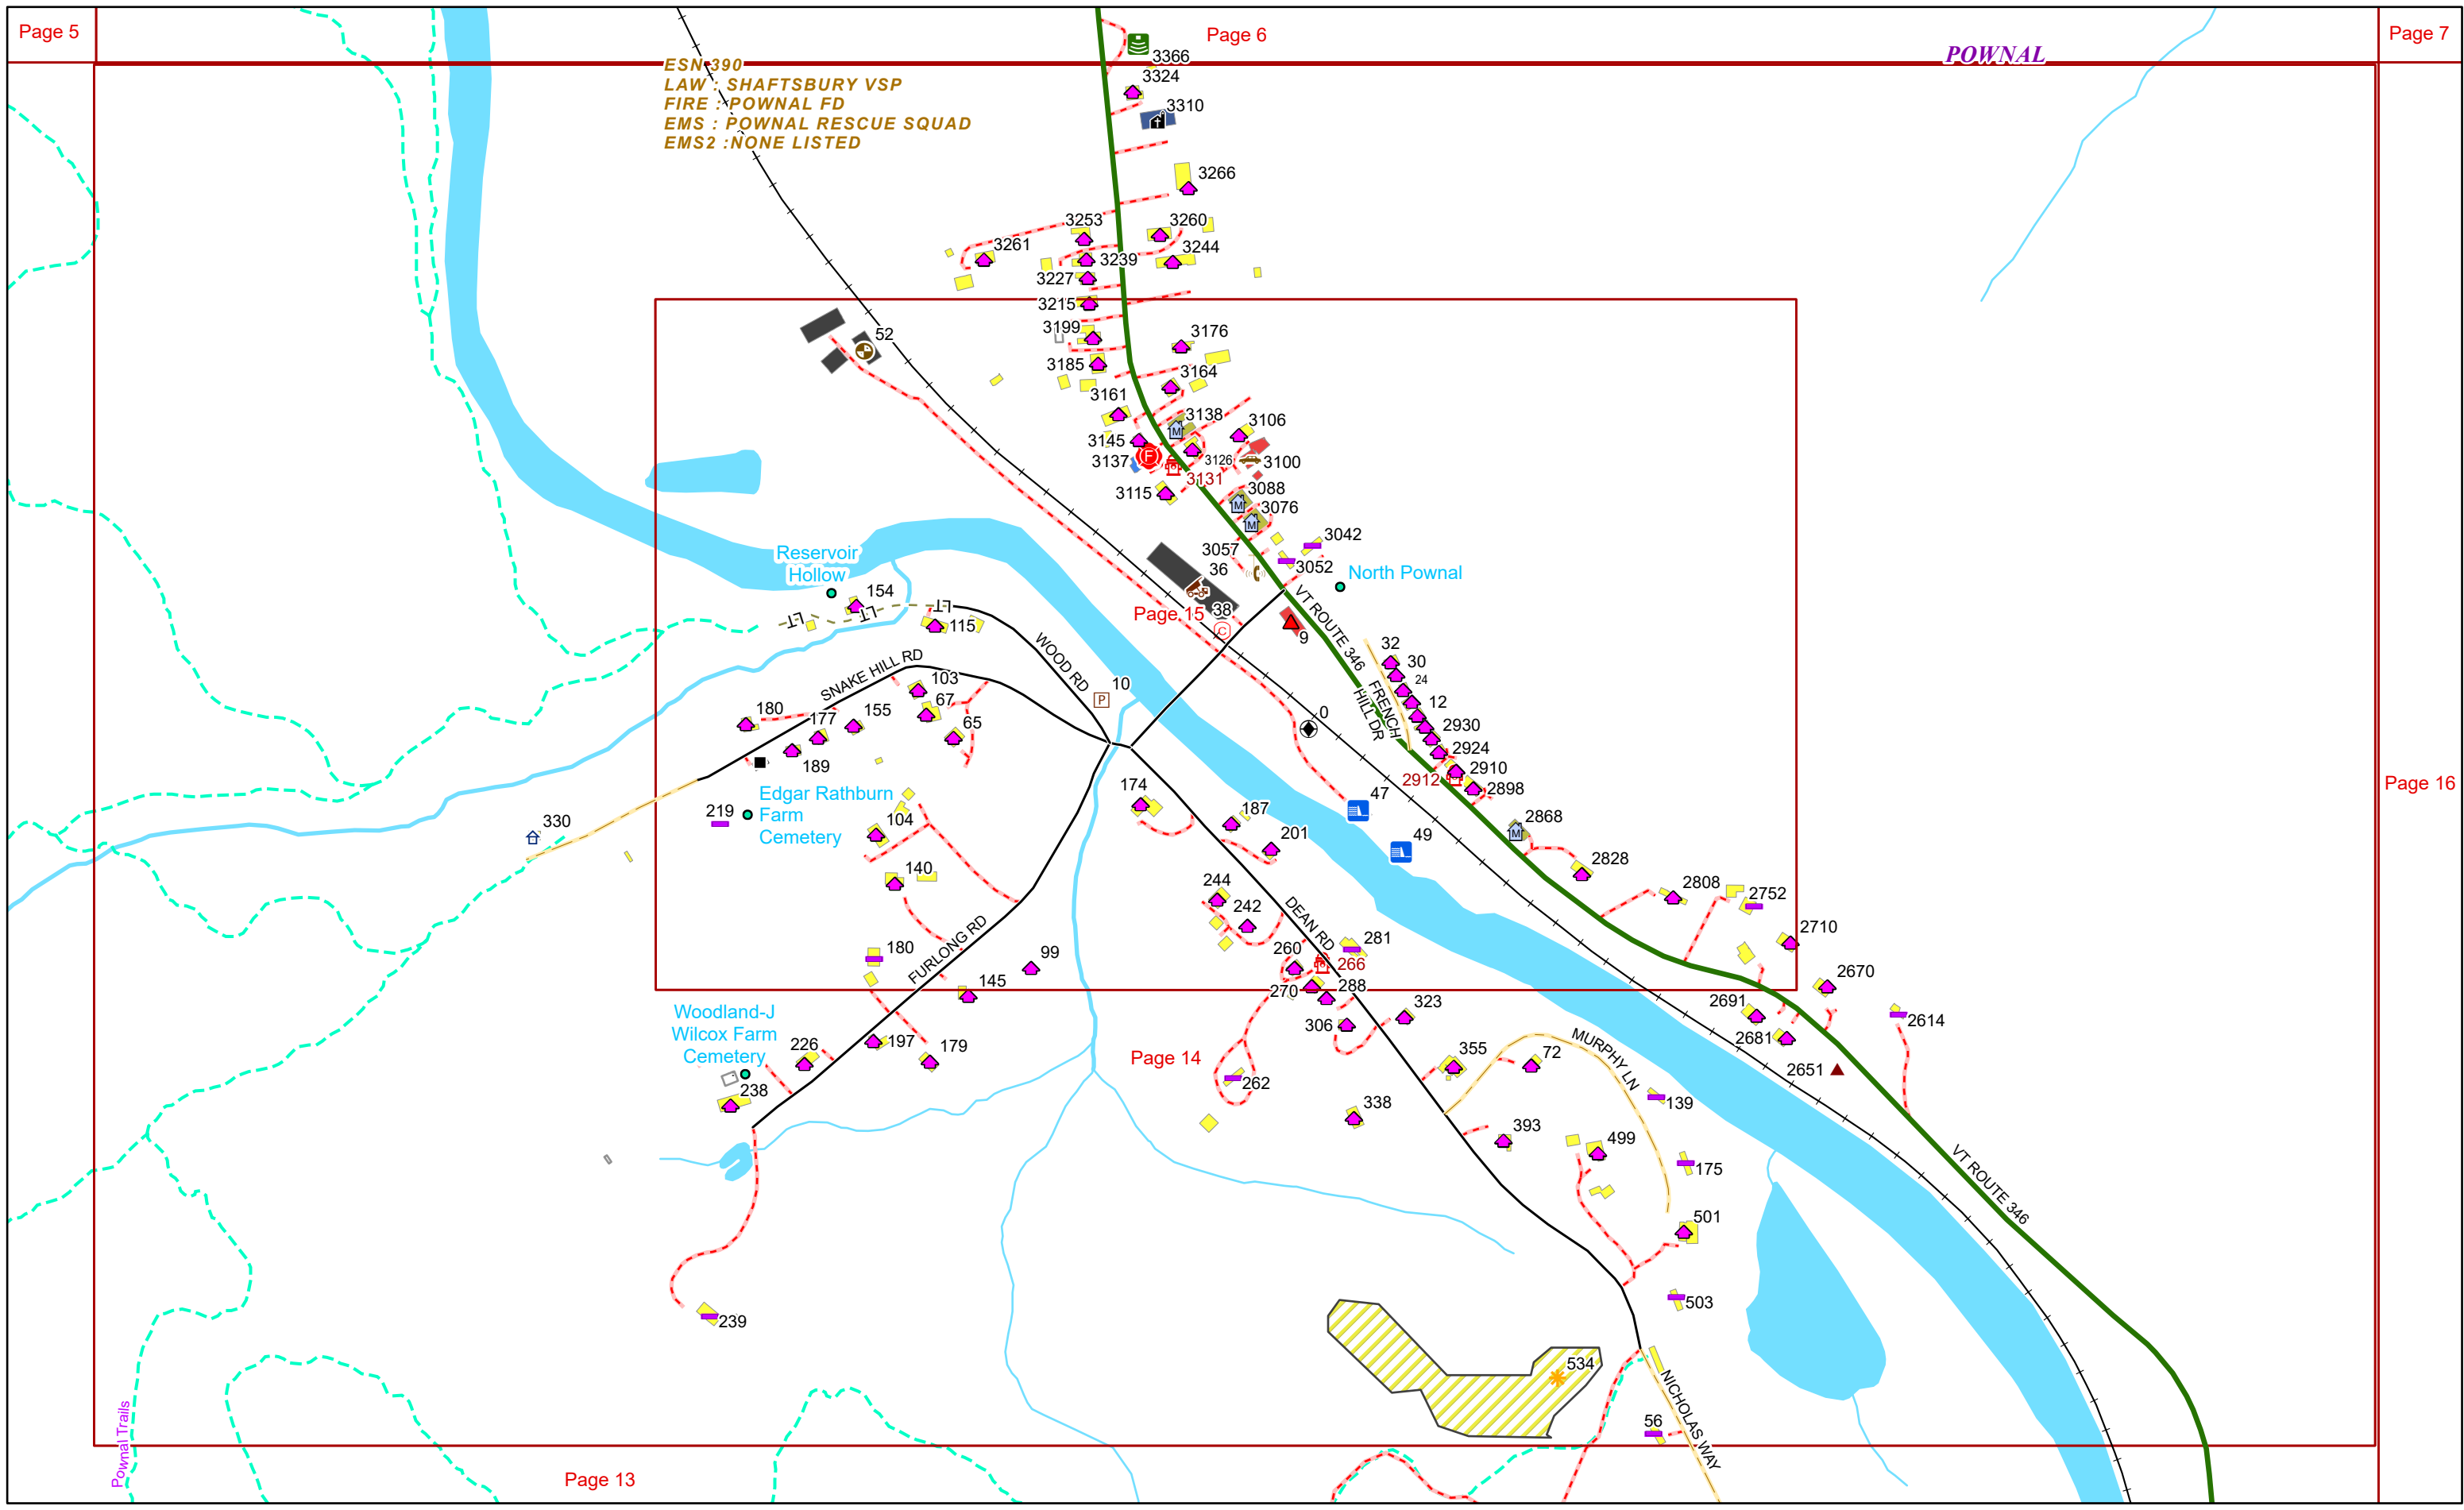 Page 5
Page 6
Page 7
POWNAL
ESN 390
LAW : SHAFTSBURY VSP
FIRE : POWNAL FD
EMS : POWNAL RESCUE SQUAD
EMS2 :NONE LISTED
3366
3324
3310
3266
3253
3260
3261
3244
3239
3227
3215
3199
3176
52
3185
3164
3161
3138
3106
3145
3137
3126
3100
3131
3115
3088
3076
3042
3057
3052
36
Reservoir
Hollow
North Pownal
154
LT
LT
LT
115
Page 15
38
C
9
VT ROUTE 346
WOOD RD
SNAKE HILL RD
32
30
24
12
FRENCH
HILL DR
103
10
P
67
180
177
155
65
189
0
2930
2924
2910
2912
2898
Page 16
Edgar Rathburn
Farm
Cemetery
219
330
104
174
187
47
201
49
2868
2828
140
244
242
DEAN RD
2808
2752
2710
FURLONG RD
180
99
281
260
266
145
270
288
2670
2691
2614
Woodland-J
Wilcox Farm
Cemetery
323
306
2681
226
197
179
Page 14
355
72
MURPHY LN
2651
262
238
139
338
393
499
175
VT ROUTE 346
501
503
239
534
NICHOLAS WAY
56
Pownal Trails
Page 13
M
M
M
M
F